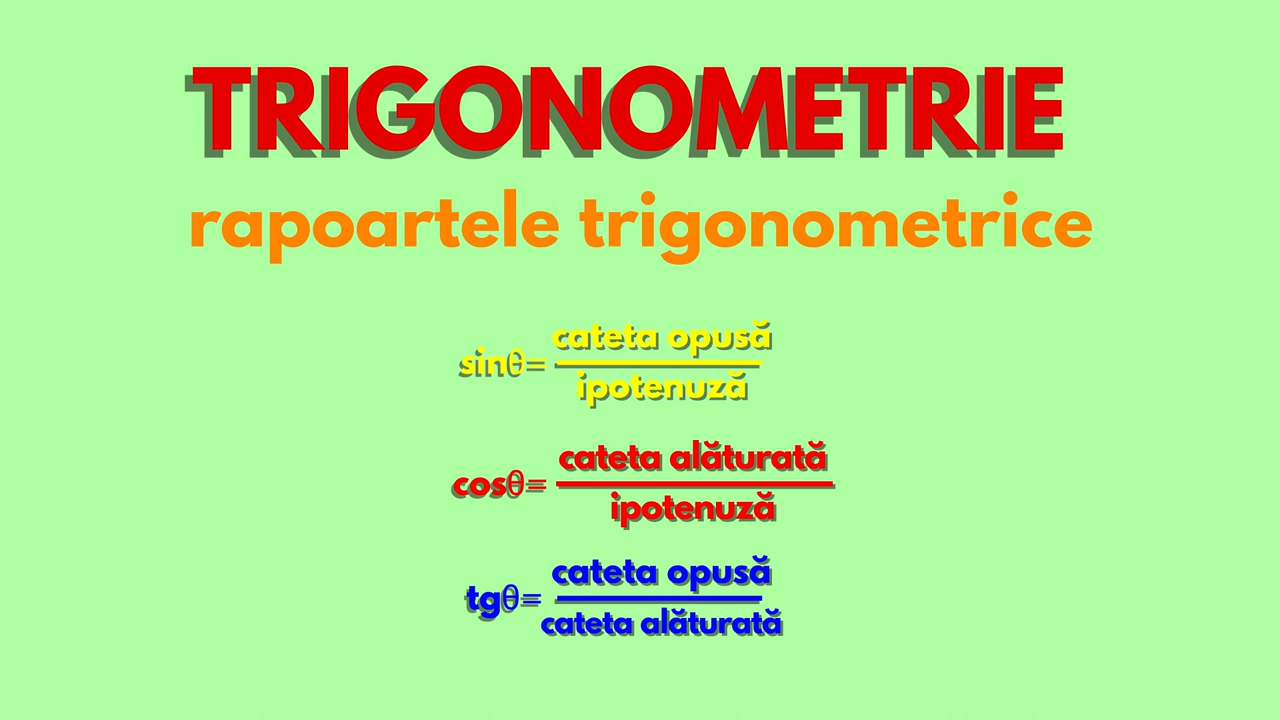 TRIGONOMETRIE
rapoartele trigonometrice
cateta opusă
sinθ=
ipotenuză
cateta alăturată
cosθ=
ipotenuză
cateta opusă
tgθ=
cateta alăturată